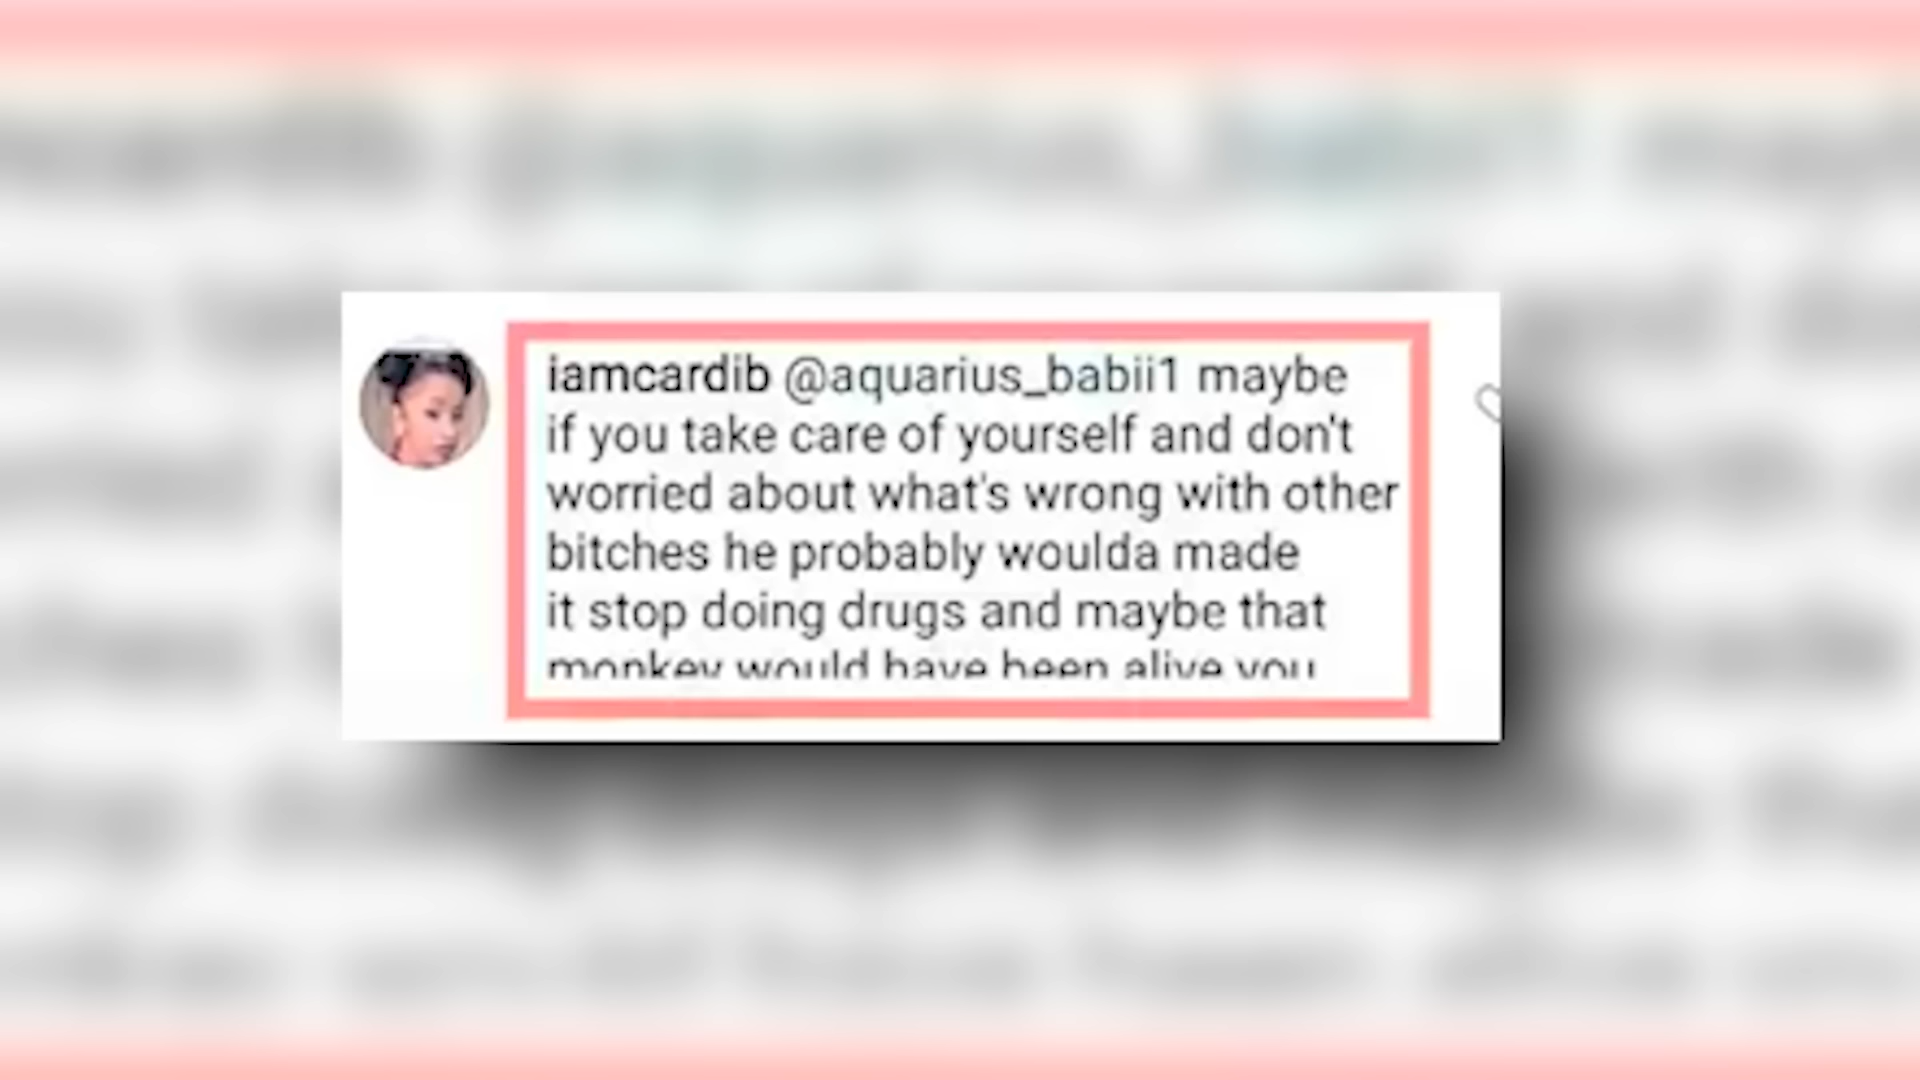 iamcardib @aquarius_babii1 maybe
if you take care of yourself and don't
worried about what's wrong with other
bitches he probably woulda made
it stop doing drugs and maybe that
monkey would have been alive you